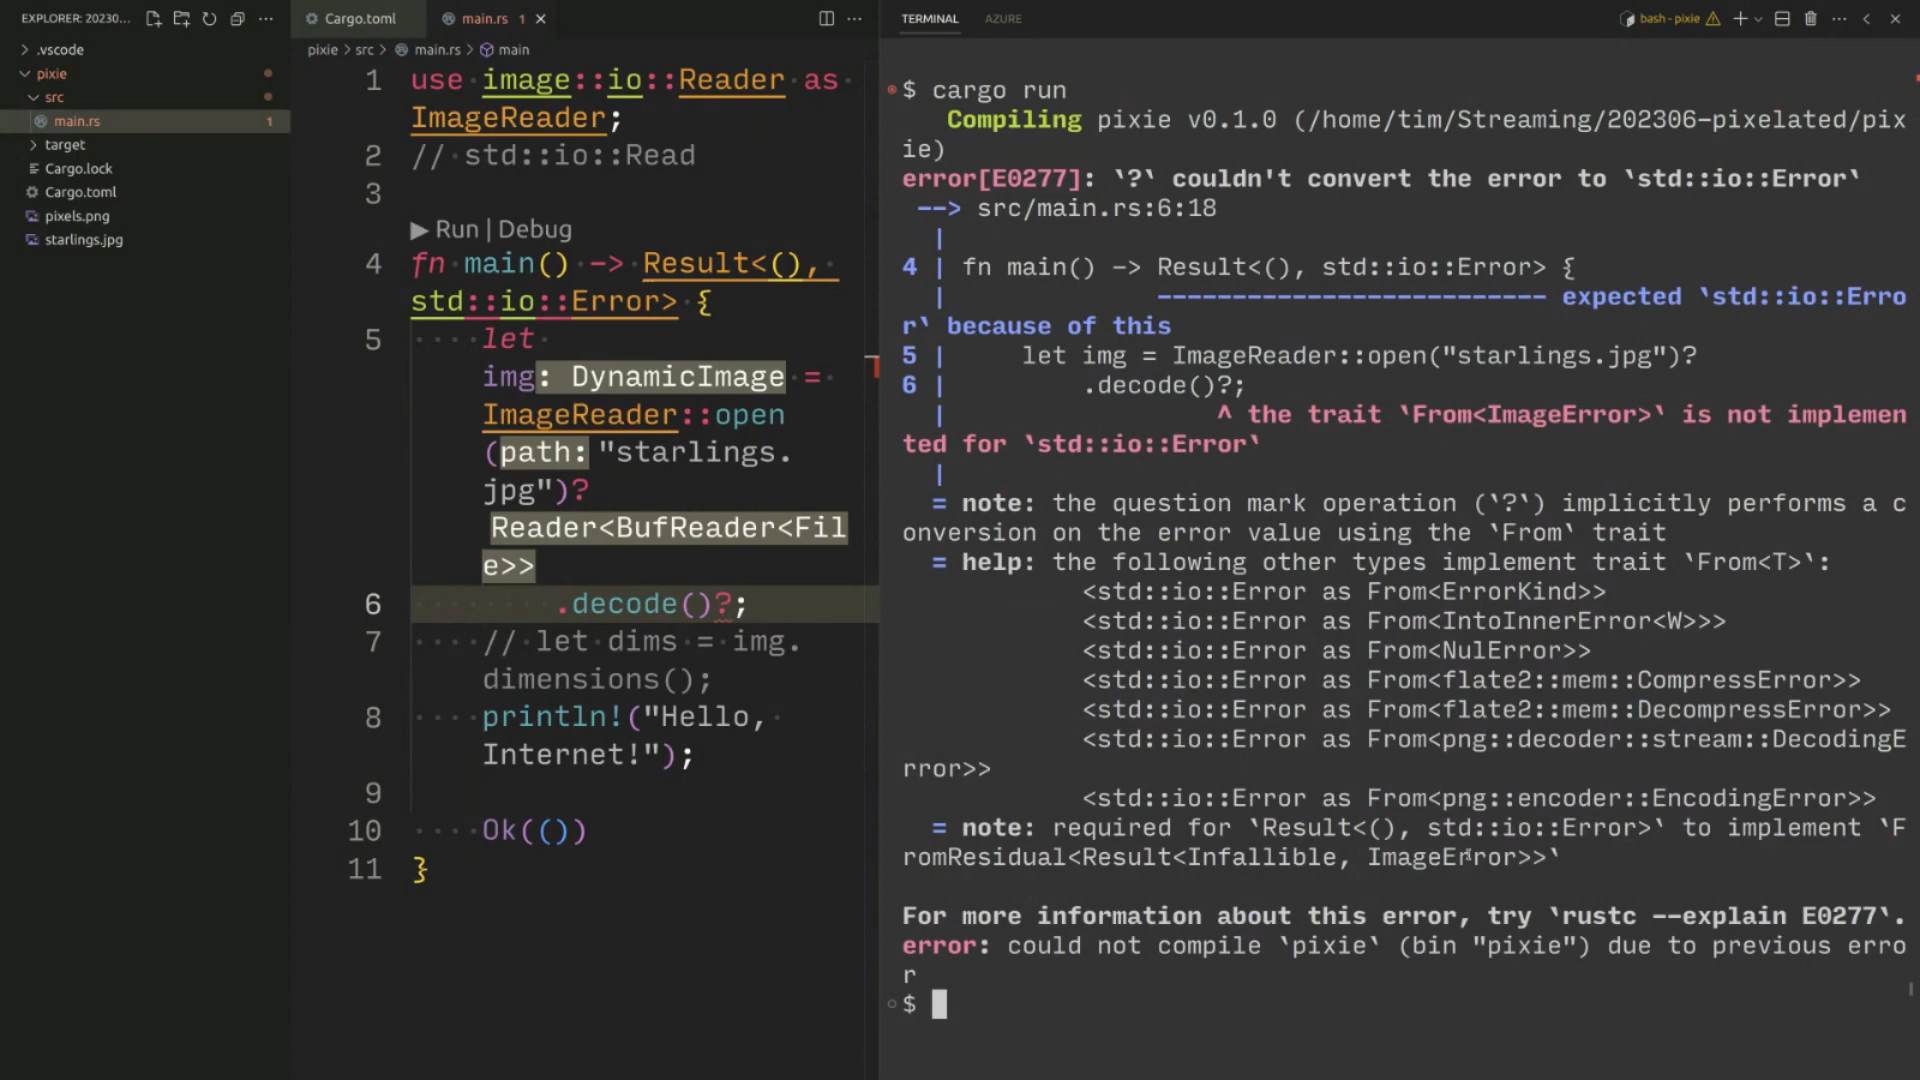 EXPLORER: 20230...
.vscode
pixie
src
main.rs 1
target
Cargo.lock
Cargo.toml
pixels.png
starlings.jpg
Cargo.toml
main.rs 1
pixie > src > main.rs > main
1 use image::io::Reader as
ImageReader;
2 // std::io::Read
3
Run | Debug
4 fn main() -> Result<(),
std::io::Error> {
5 let
img: DynamicImage =
ImageReader::open
(path: "starlings.
jpg")?
Reader<BufReader<Fil
e>>
6 .decode()?;
7 // let dims = img.
dimensions();
8 println!("Hello,
Internet!");
9
10 Ok(())
11 }
TERMINAL AZURE
bash - pixie
$ cargo run
Compiling pixie v0.1.0 (/home/tim/Streaming/202306-pixelated/pix
ie)
error[E0277]: `?` couldn't convert the error to `std::io::Error`
--> src/main.rs:6:18
|
4 | fn main() -> Result<(), std::io::Error> {
| -------------------------- expected `std::io::Erro
r` because of this
5 | let img = ImageReader::open("starlings.jpg")?
6 | .decode()?;
| ^ the trait `From<ImageError>` is not implemen
ted for `std::io::Error`
|
= note: the question mark operation (`?`) implicitly performs a c
onversion on the error value using the `From` trait
= help: the following other types implement trait `From<T>`:
<std::io::Error as From<ErrorKind>>
<std::io::Error as From<IntoInnerError<W>>>
<std::io::Error as From<NulError>>
<std::io::Error as From<flate2::mem::CompressError>>
<std::io::Error as From<flate2::mem::DecompressError>>
<std::io::Error as From<png::decoder::stream::DecodingE
rror>>
<std::io::Error as From<png::encoder::EncodingError>>
= note: required for `Result<(), std::io::Error>` to implement `F
romResidual<Result<Infallible, ImageError>>`
For more information about this error, try `rustc --explain E0277`.
error: could not compile `pixie` (bin "pixie") due to previous erro
r
$